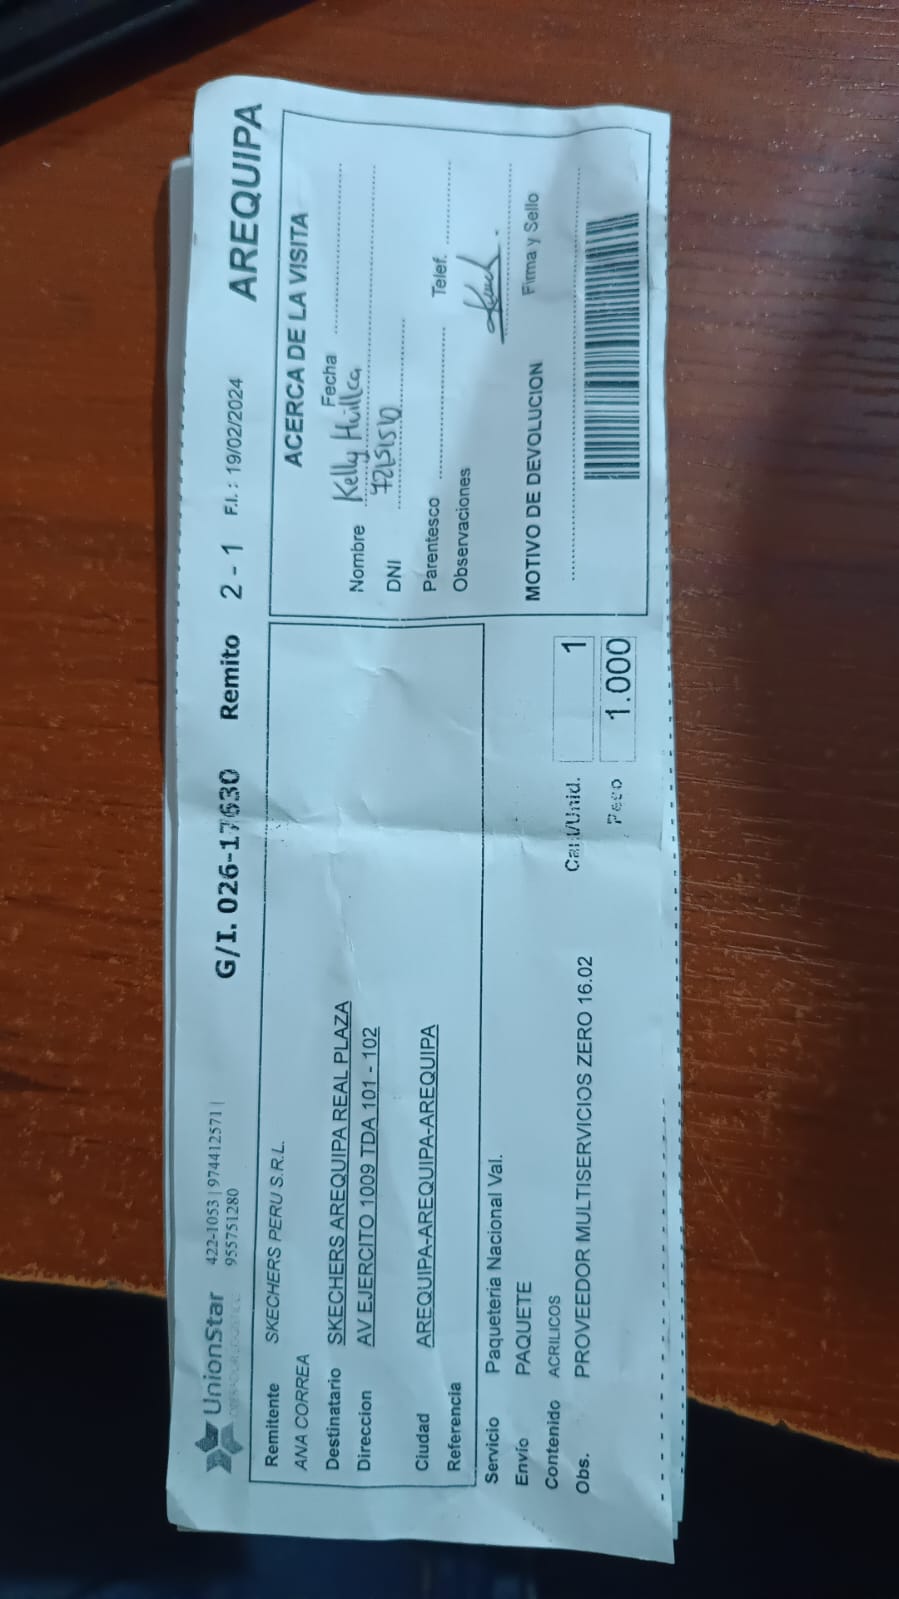 UnionStar 422-1053 | 974412571 |
955751280
G/I. 026-17630 Remito 2 - 1 F.I. : 19/02/2024 AREQUIPA
Remitente SKECHERS PERU S.R.L.
ANA CORREA
Destinatario SKECHERS AREQUIPA REAL PLAZA
Direccion AV EJERCITO 1009 TDA 101 - 102
Ciudad AREQUIPA-AREQUIPA-AREQUIPA
Referencia
Servicio Paqueteria Nacional Val.
Envío PAQUETE
Contenido ACRILICOS
Obs. PROVEEDOR MULTISERVICIOS ZERO 16.02
Cant/Unid. 1
Peso 1.000
ACERCA DE LA VISITA
Fecha
Nombre Kelly Huillca
DNI
Parentesco Telef.
Observaciones
Firma y Sello
MOTIVO DE DEVOLUCION